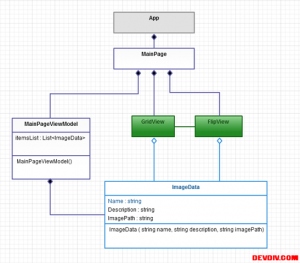 App
MainPage
MainPageViewModel
itemsList : List<ImageData>
MainPageViewModel()
GridView
FlipView
ImageData
Name : string
Description : string
ImagePath : string
ImageData ( string name, string description, string imagePath)
DEVDIV.COM